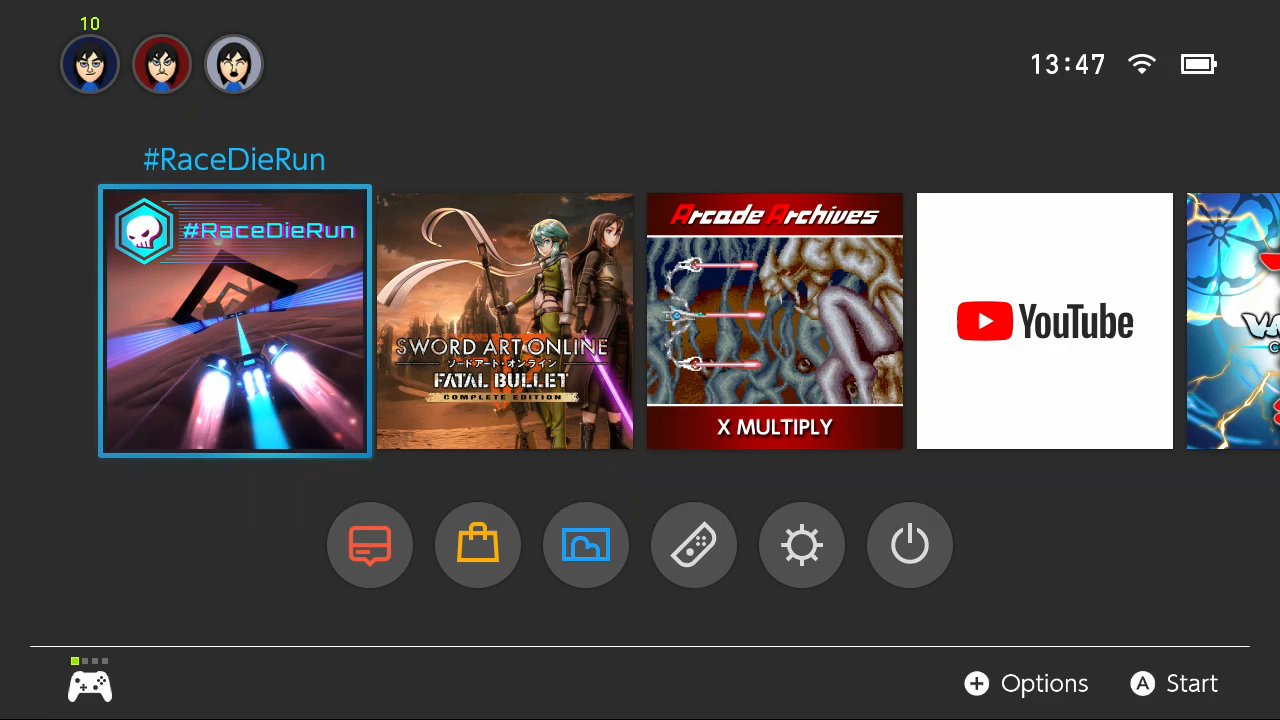 10
13:47
#RaceDieRun
#RaceDieRun
SWORD ART ONLINE
ソードアート・オンライン
FATAL BULLET
COMPLETE EDITION
Arcade Archives
X MULTIPLY
YouTube
Options
A Start